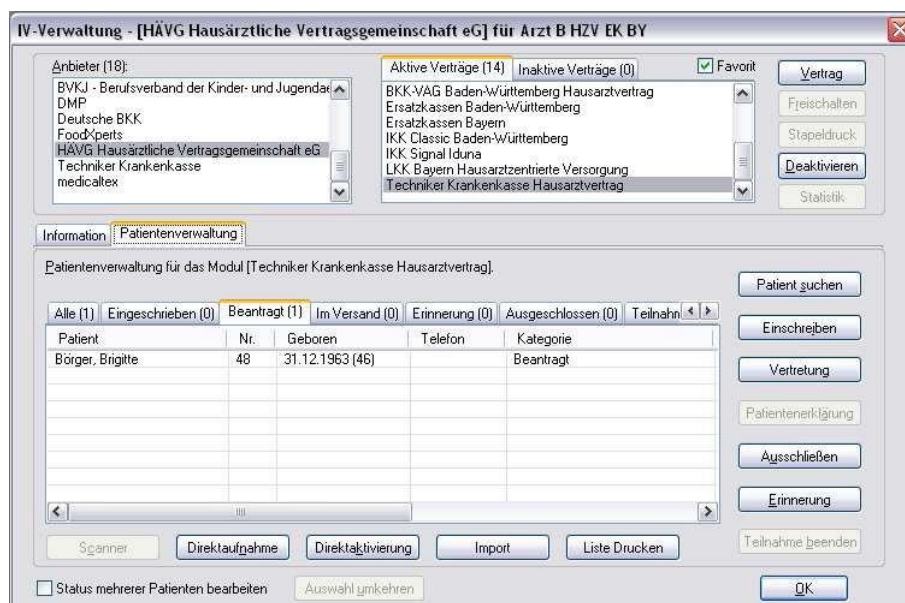 IV-Verwaltung - [HÄVG Hausärztliche Vertragsgemeinschaft eG] für Arzt B HZV EK BY
Anbieter (18):
BVKJ - Berufsverband der Kinder- und Jugendae
DMP
Deutsche BKK
FoodXperts
HÄVG Hausärztliche Vertragsgemeinschaft eG
Techniker Krankenkasse
medicaltex
Aktive Verträge (14) Inaktive Verträge (0)
BKK-VAG Baden-Württemberg Hausarztvertrag
Ersatzkassen Baden-Württemberg
Ersatzkassen Bayern
IKK Classic Baden-Württemberg
IKK Signal Iduna
LKK Bayern Hausarztzentrierte Versorgung
Techniker Krankenkasse Hausarztvertrag
Favorit
Vertrag
Freischalten
Stapeldruck
Deaktivieren
Statistik
Information Patientenverwaltung
Patientenverwaltung für das Modul [Techniker Krankenkasse Hausarztvertrag].
Alle (1) Eingeschrieben (0) Beantragt (1) Im Versand (0) Erinnerung (0) Ausgeschlossen (0) Teilnahm
Patient Nr. Geboren Telefon Kategorie
Börger, Brigitte 48 31.12.1963 (46) Beantragt
Patient suchen
Einschreiben
Vertretung
Patientenerklärung
Ausschließen
Erinnerung
Teilnahme beenden
Scanner Direktaufnahme Direktaktivierung Import Liste Drucken
Status mehrerer Patienten bearbeiten Auswahl umkehren OK